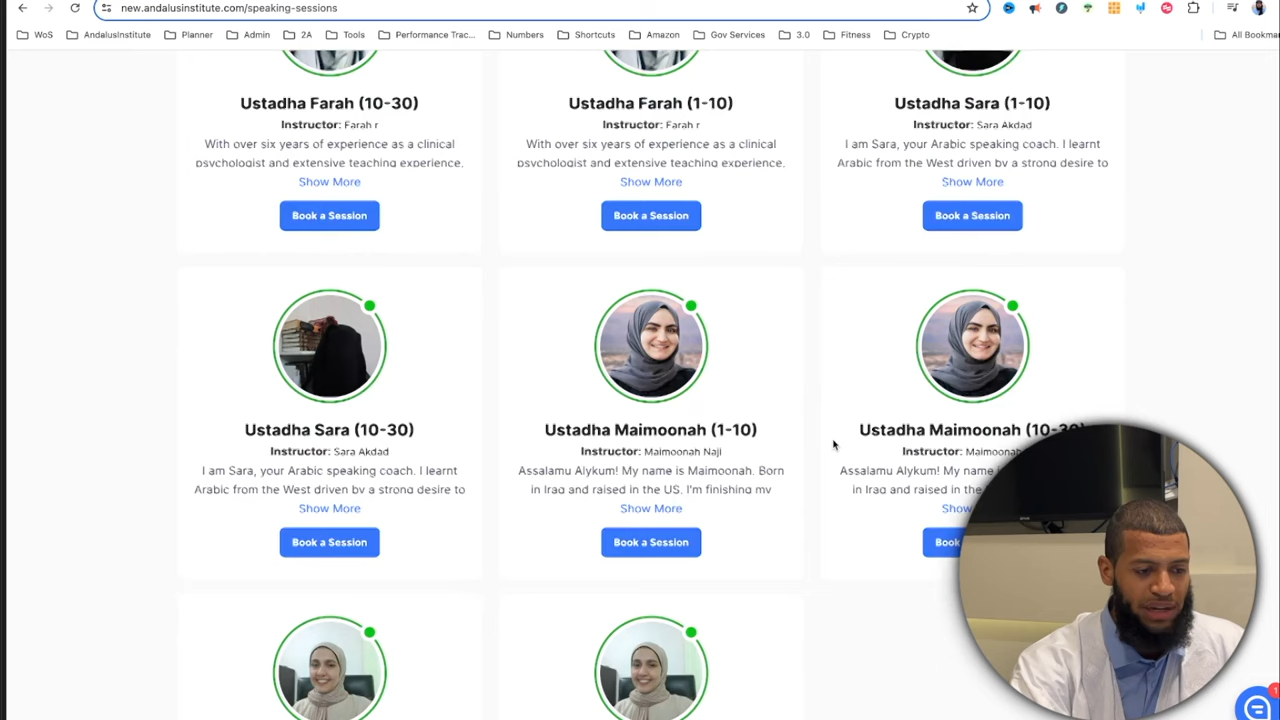 new.andalusinstitute.com/speaking-sessions
WoS
AndalusInstitute
Planner
Admin
2A
Tools
Performance Trac...
Numbers
Shortcuts
Amazon
Gov Services
3.0
Fitness
Crypto
All Bookmar
Ustadha Farah (10-30)
Instructor: Farah r
With over six years of experience as a clinical
psychologist and extensive teaching experience,
Show More
Book a Session
Ustadha Farah (1-10)
Instructor: Farah r
With over six years of experience as a clinical
psychologist and extensive teaching experience,
Show More
Book a Session
Ustadha Sara (1-10)
Instructor: Sara Akdad
I am Sara, your Arabic speaking coach. I learnt
Arabic from the West driven by a strong desire to
Show More
Book a Session
Ustadha Sara (10-30)
Instructor: Sara Akdad
I am Sara, your Arabic speaking coach. I learnt
Arabic from the West driven by a strong desire to
Show More
Book a Session
Ustadha Maimoonah (1-10)
Instructor: Maimoonah Naji
Assalamu Alykum! My name is Maimoonah. Born
in Iraq and raised in the US. I'm finishing my
Show More
Book a Session
Ustadha Maimoonah (10-30)
Instructor: Maimoonah
Assalamu Alykum! My name i
in Iraq and raised in the
Show
Book
1